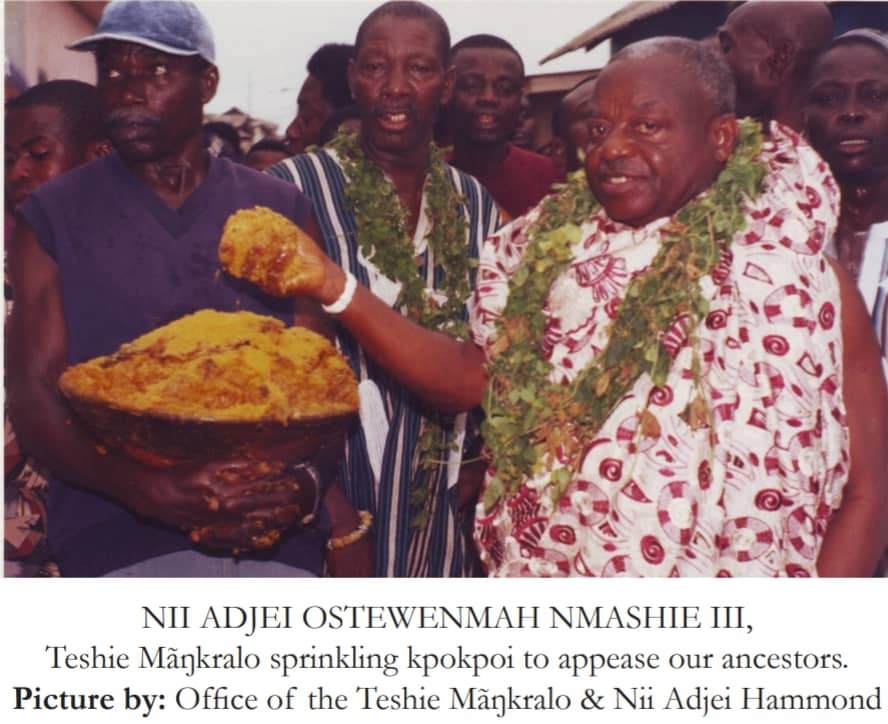 NII ADJEI OSTEWENMAH NMASHIE III,
Teshie Mãŋkralo sprinkling kpokpoi to appease our ancestors.
Picture by: Office of the Teshie Mãŋkralo & Nii Adjei Hammond